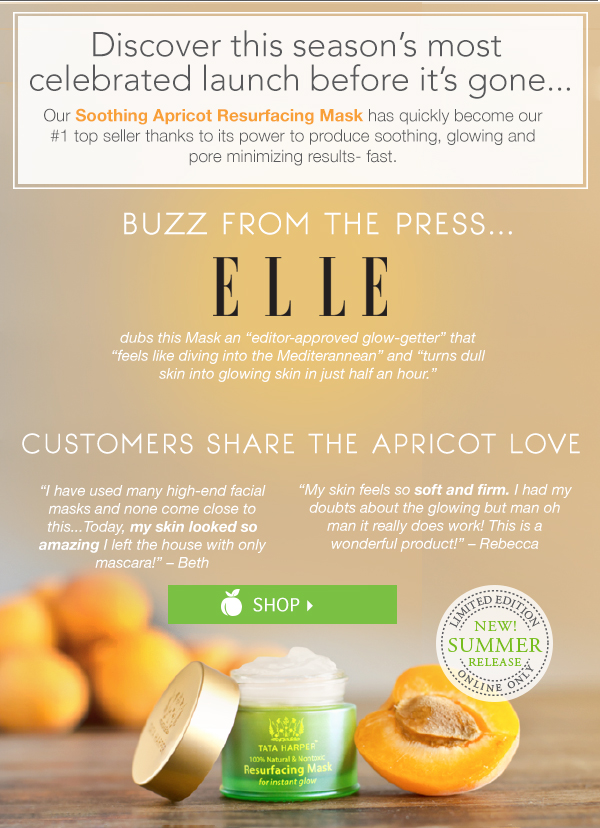 Discover this season's most
celebrated launch before it's gone...
Our Soothing Apricot Resurfacing Mask has quickly become our
#1 top seller thanks to its power to produce soothing, glowing and
pore minimizing results- fast.
BUZZ FROM THE PRESS...
ELLE
dubs this Mask an “editor-approved glow-getter” that
“feels like diving into the Mediterannean” and “turns dull
skin into glowing skin in just half an hour.”
CUSTOMERS SHARE THE APRICOT LOVE
“I have used many high-end facial
masks and none come close to
this...Today, my skin looked so
amazing I left the house with only
mascara!” – Beth
“My skin feels so soft and firm. I had my
doubts about the glowing but man oh
man it really does work! This is a
wonderful product!” – Rebecca
SHOP
LIMITED EDITION
NEW!
SUMMER
RELEASE
ONLINE ONLY
TATA HARPER
100% Natural & Nontoxic
Resurfacing Mask
for instant glow